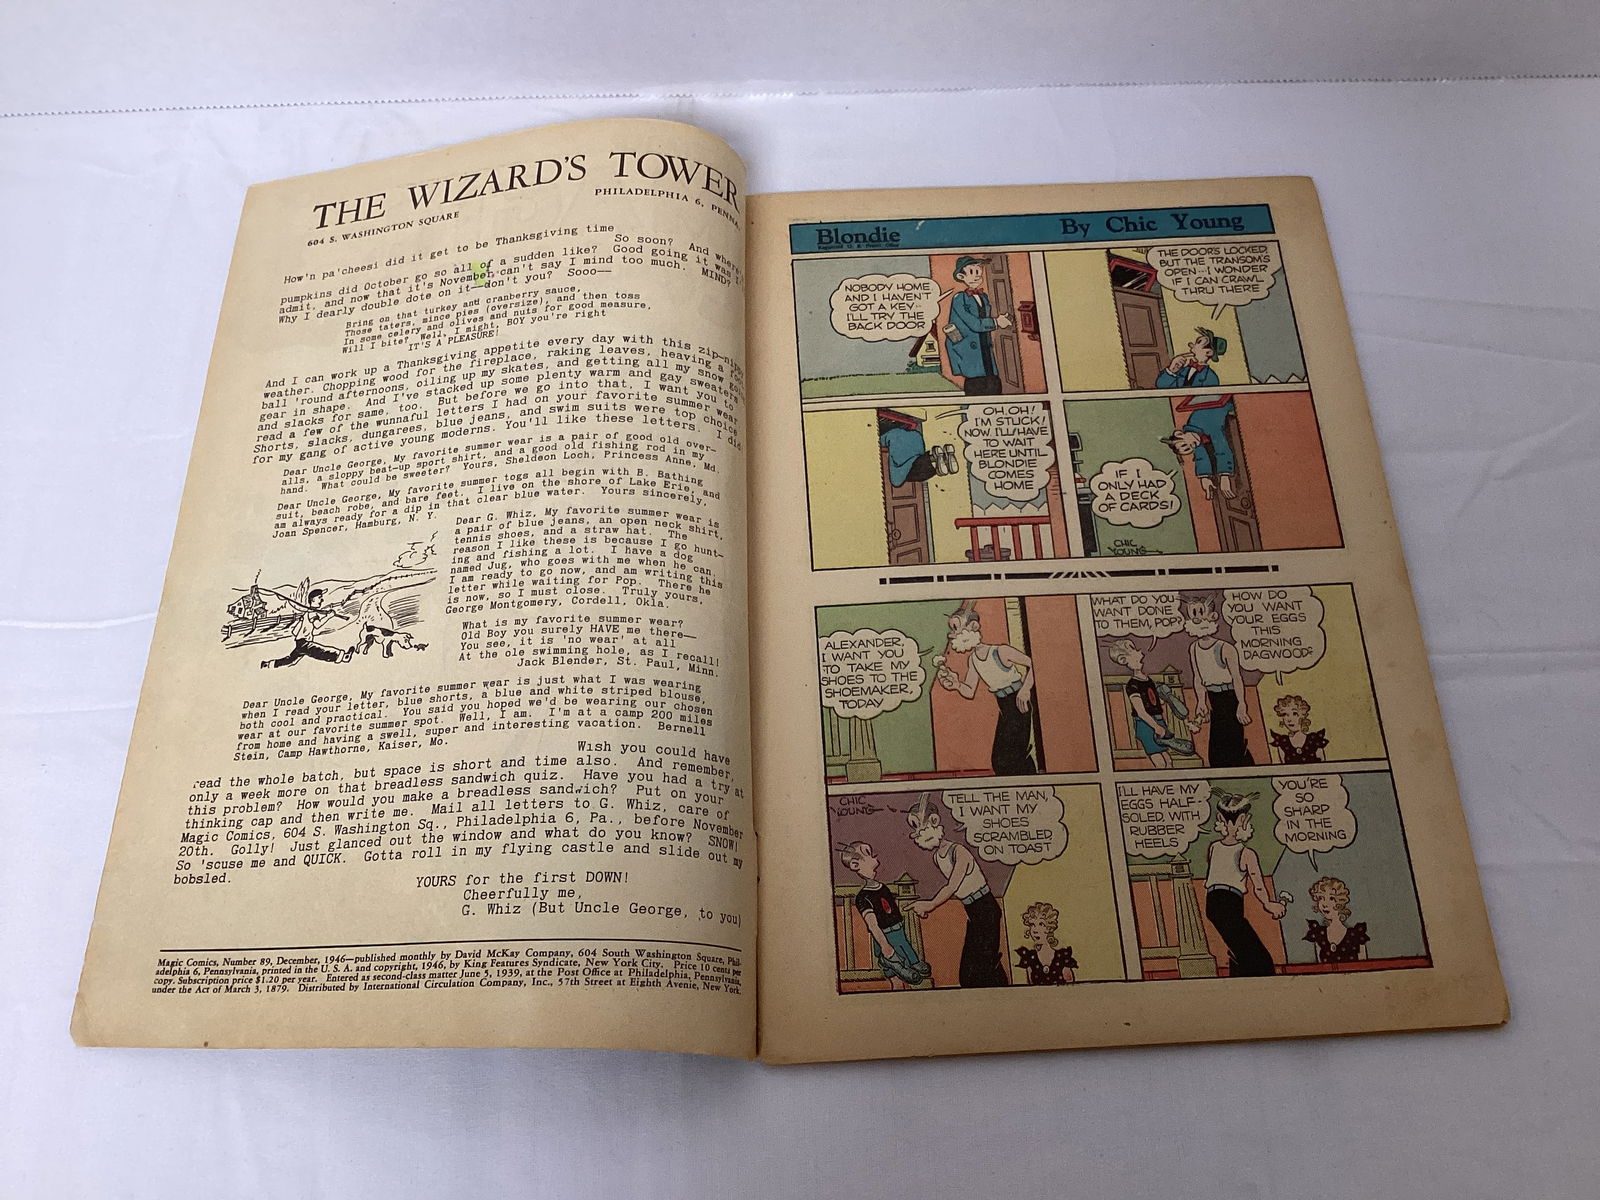 THE WIZARD'S TOWER
604 S. WASHINGTON SQUARE PHILADELPHIA 6, PENNA.
How'n pa'cheesi did it get to be Thanksgiving time
So soon? And where
pumpkins did October go so all of a sudden like? Good going it was I'll
admit, and now that it's November, can't say I mind too much. MIND?
Why I dearly double dote on it—don't you? Sooo——
Bring on that turkey and cranberry sauce,
Those taters, mince pies (oversize), and then toss
In some celery and olives and nuts for good measure,
Will I bite? Well, I might, BOY you're right
IT'S A PLEASURE!
And I can work up a Thanksgiving appetite every day with this zip-nippy
weather. Chopping wood for the fireplace, raking leaves, heaving a foot-
ball 'round afternoons, oiling up my skates, and getting all my snow
gear in shape. And I've stacked up some plenty warm and gay sweaters
and slacks for same, too. But before we go into that, I want you to
read a few of the wunnaful letters I had on your favorite summer wear.
Shorts, slacks, dungarees, blue jeans, and swim suits were top choice
for my gang of active young moderns. You'll like these letters. I did
Dear Uncle George, My favorite summer wear is a pair of good old over-
alls, a sloppy beat-up sport shirt, and a good old fishing rod in my
hand. What could be sweeter? Yours, Sheldeon Loch, Princess Anne, Md.
Dear Uncle George, My favorite summer togs all begin with B. Bathing
suit, beach robe, and bare feet. I live on the shore of Lake Erie, and
am always ready for a dip in that clear blue water. Yours sincerely,
Joan Spencer, Hamburg, N. Y.
Dear G. Whiz, My favorite summer wear is
a pair of blue jeans, an open neck shirt,
tennis shoes, and a straw hat. The
reason I like these is because I go hunt-
ing and fishing a lot. I have a dog
named Jug, who goes with me when he can.
I am ready to go now, and am writing this
letter while waiting for Pop. There he
is now, so I must close. Truly yours,
George Montgomery, Cordell, Okla.
What is my favorite summer wear?
Old Boy you surely HAVE me there—
You see, it is 'no wear' at all
At the ole swimming hole, as I recall!
Jack Blender, St. Paul, Minn.
Dear Uncle George, My favorite summer wear is just what I was wearing
when I read your letter, blue shorts, a blue and white striped blouse,
both cool and practical. You said you hoped we'd be wearing our chosen
wear at our favorite summer spot. Well, I am. I'm at a camp 200 miles
from home and having a swell, super and interesting vacation. Bernell
Stein, Camp Hawthorne, Kaiser, Mo.
Wish you could have
read the whole batch, but space is short and time also. And remember,
only a week more on that breadless sandwich quiz. Have you had a try at
this problem? How would you make a breadless sandwich? Put on your
thinking cap and then write me. Mail all letters to G. Whiz, care of
Magic Comics, 604 S. Washington Sq., Philadelphia 6, Pa., before November
20th. Golly! Just glanced out the window and what do you know? SNOW!
So 'scuse me and QUICK. Gotta roll in my flying castle and slide out my
bobsled.
YOURS for the first DOWN!
Cheerfully me,
G. Whiz (But Uncle George, to you)
Magic Comics, Number 89, December, 1946—published monthly by David McKay Company, 604 South Washington Square, Phil-
adelphia 6, Pennsylvania, printed in the U. S. A. and copyright, 1946, by King Features Syndicate, New York City. Price 10 cents per
copy. Subscription price $1.20 per year. Entered as second-class matter June 5, 1939, at the Post Office at Philadelphia, Pennsylvania,
under the Act of March 3, 1879. Distributed by International Circulation Company, Inc., 57th Street at Eighth Avenie, New York.
Blondie By Chic Young
Registered U. S. Patent Office
NOBODY HOME
AND I HAVEN'T
GOT A KEY--
I'LL TRY THE
BACK DOOR
THE DOOR'S LOCKED,
BUT THE TRANSOM'S
OPEN--I WONDER
IF I CAN CRAWL
THRU THERE
OH, OH!
I'M STUCK!
NOW I'LL HAVE
TO WAIT
HERE UNTIL
BLONDIE
COMES
HOME
IF I
ONLY HAD
A DECK
OF CARDS!
CHIC
YOUNG
ALEXANDER,
I WANT YOU
TO TAKE MY
SHOES TO THE
SHOEMAKER,
TODAY
WHAT DO YOU
WANT DONE
TO THEM, POP?
HOW DO
YOU WANT
YOUR EGGS
THIS
MORNING
DAGWOOD?
CHIC
YOUNG
TELL THE MAN,
I WANT MY
SHOES
SCRAMBLED
ON TOAST
I'LL HAVE MY
EGGS HALF-
SOLED, WITH
RUBBER
HEELS
YOU'RE
SO
SHARP
IN THE
MORNING